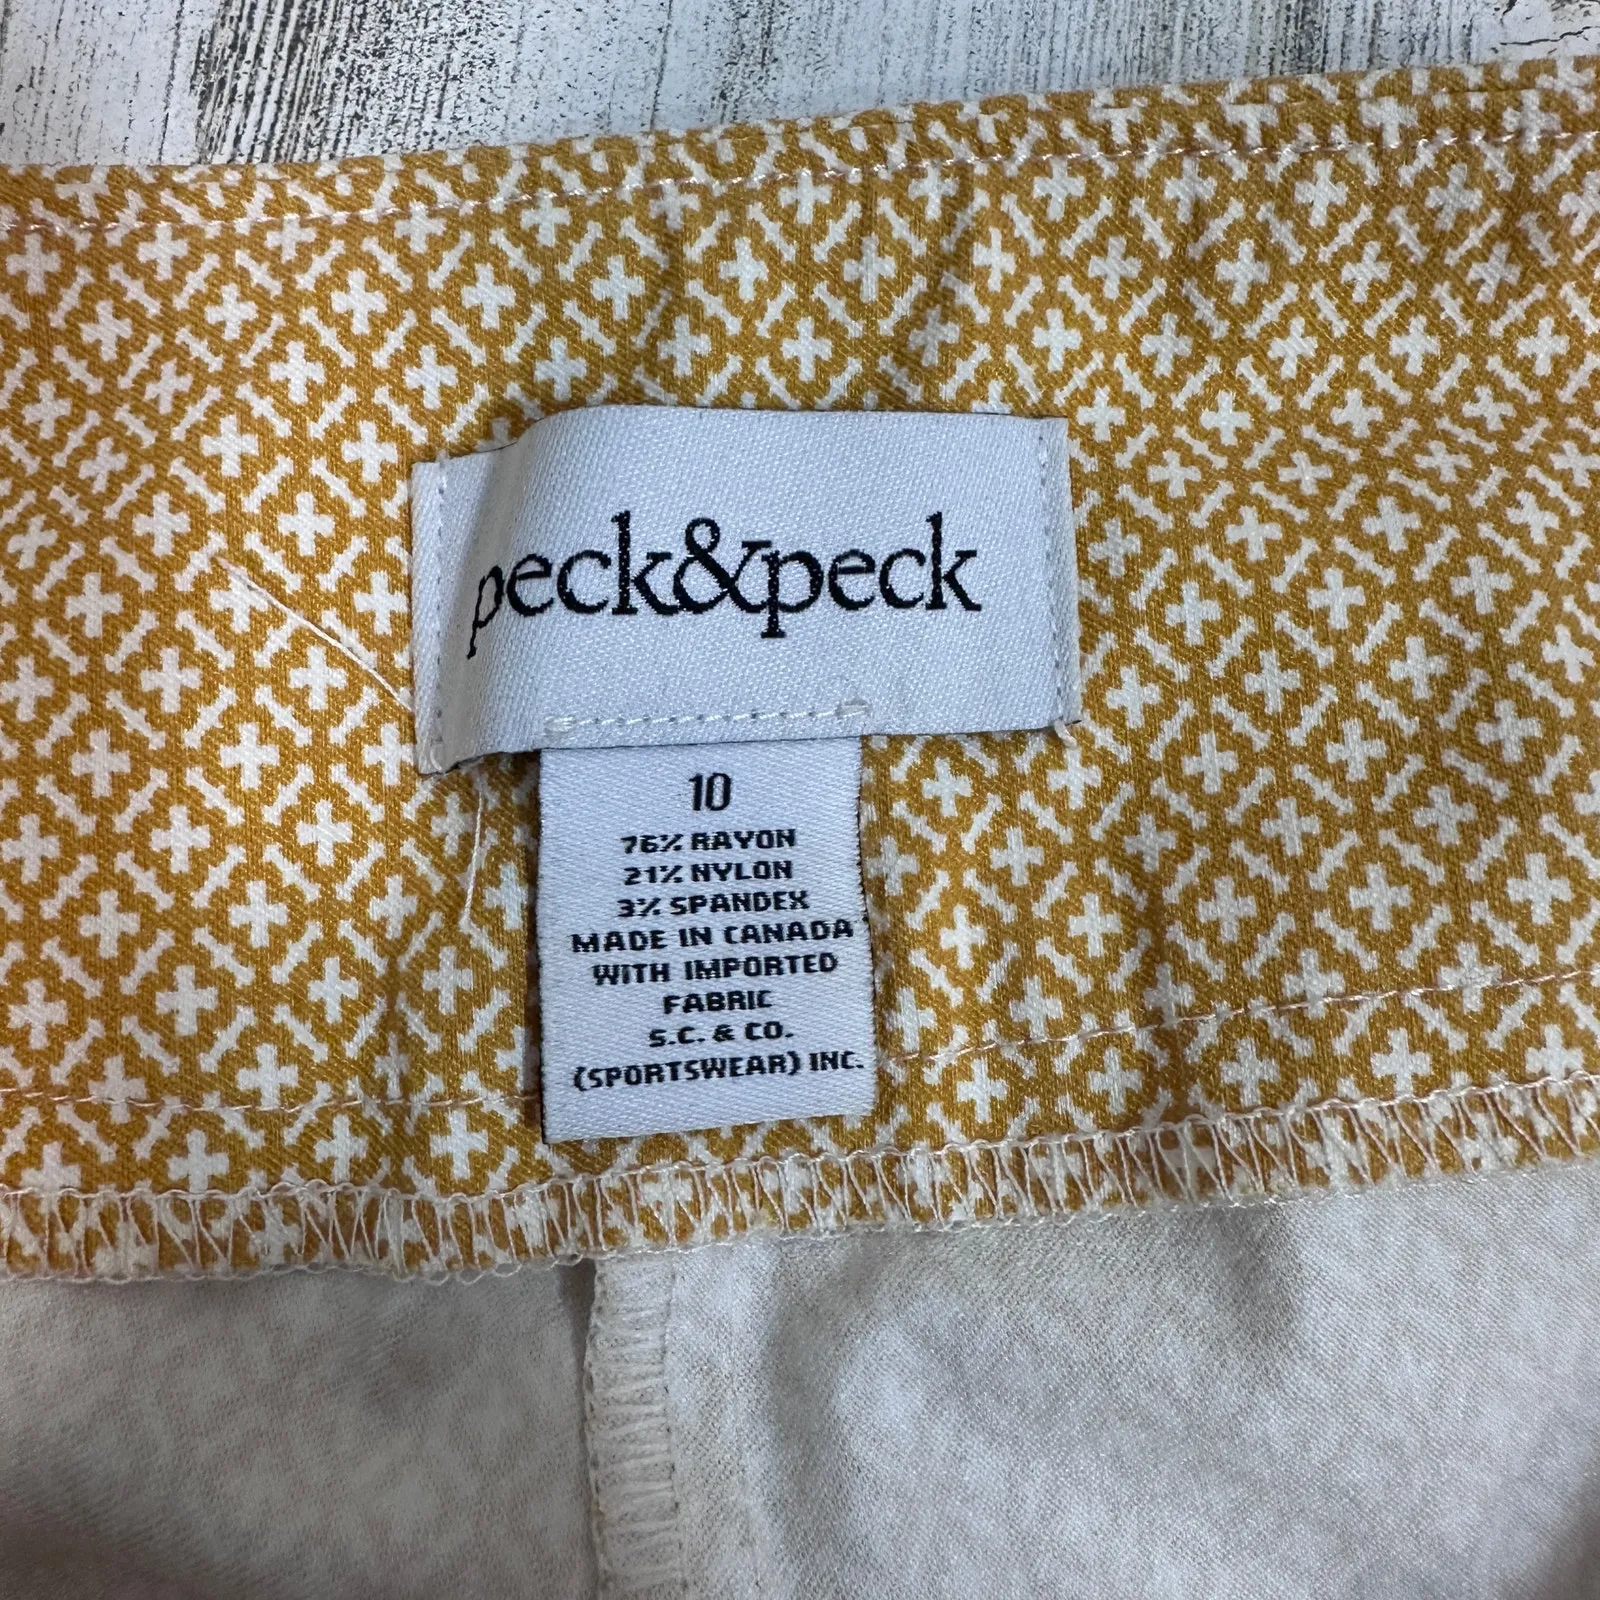 peck&peck
10
76% RAYON
21% NYLON
3% SPANDEX
MADE IN CANADA
WITH IMPORTED
FABRIC
S.C. & CO.
(SPORTSWEAR) INC.